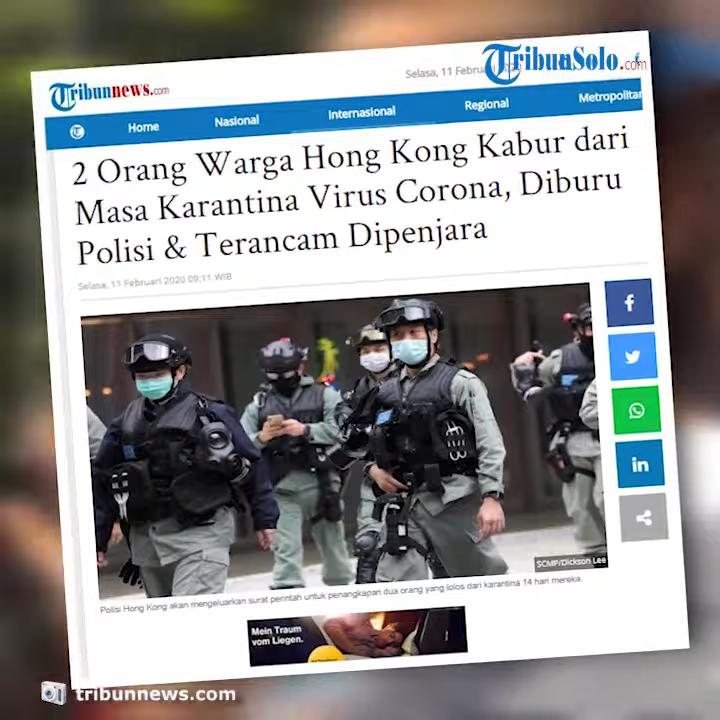 TribunSolo.com
Tribunnews.com
Selasa, 11 Februa
Home Nasional Internasional Regional Metropolitan
2 Orang Warga Hong Kong Kabur dari
Masa Karantina Virus Corona, Diburu
Polisi & Terancam Dipenjara
Selasa, 11 Februari 2020 09:11 WIB
SCMP/Dickson Lee
Polisi Hong Kong akan mengeluarkan surat perintah untuk penangkapan dua orang yang lolos dari karantina 14 hari mereka.
Mein Traum
vom Liegen.
tribunnews.com